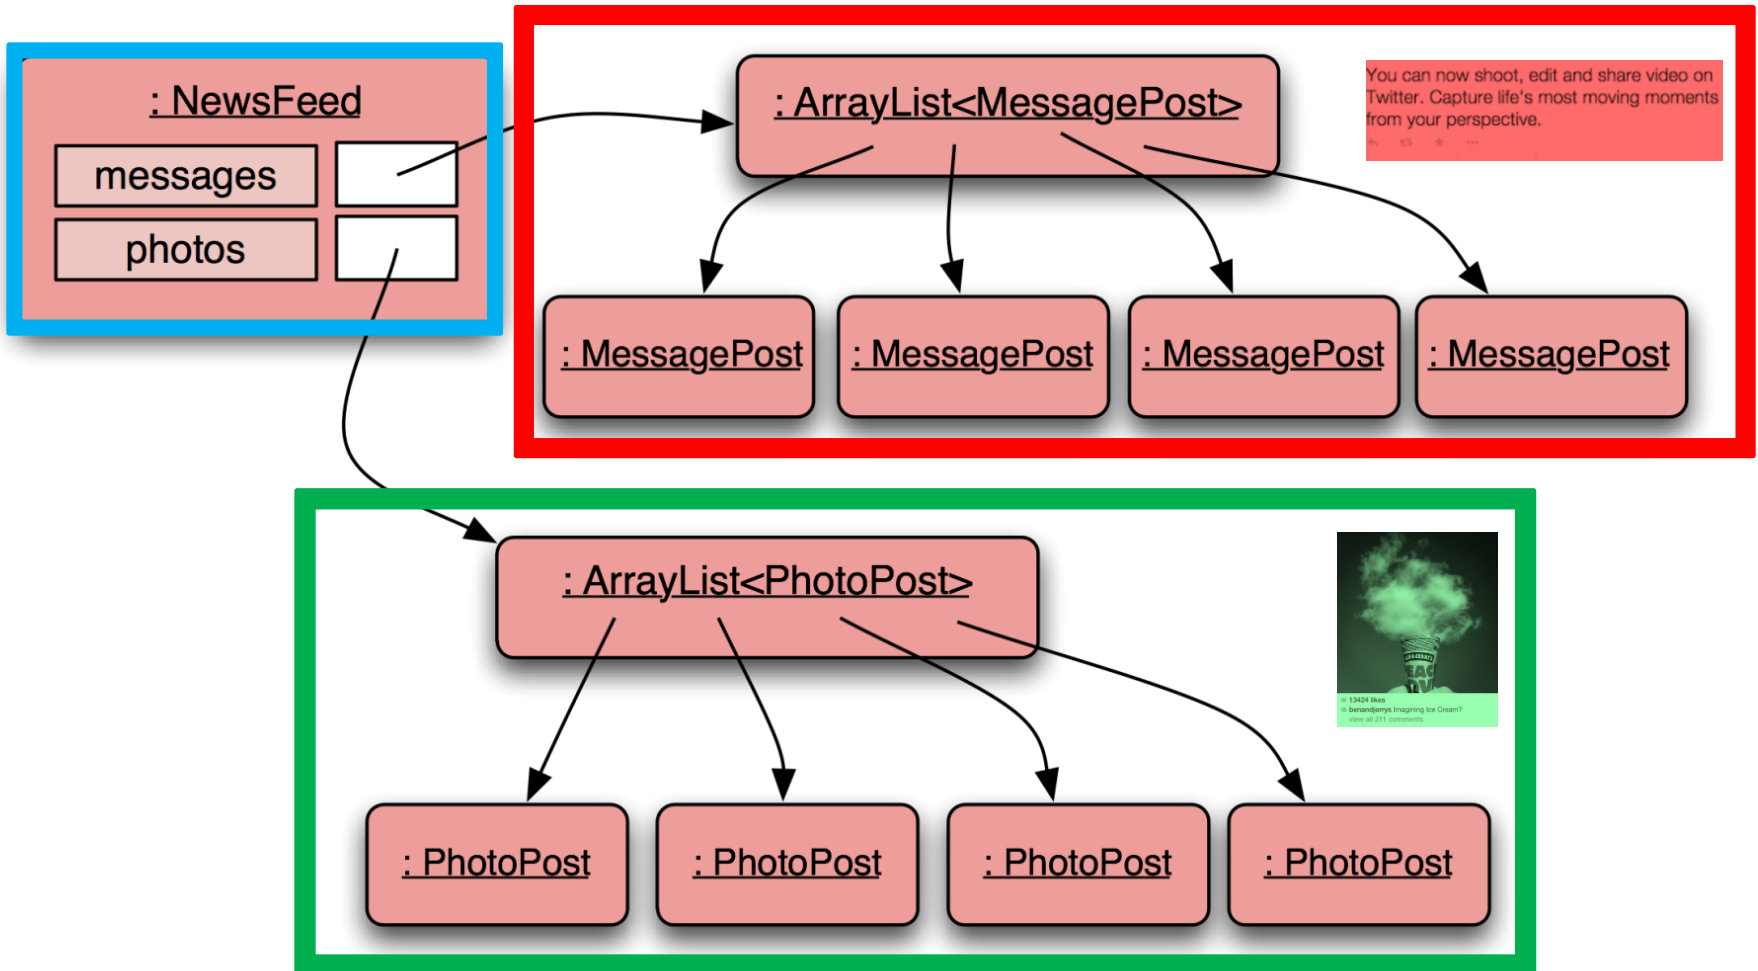 : NewsFeed
messages
photos
: ArrayList<MessagePost>
You can now shoot, edit and share video on
Twitter. Capture life's most moving moments
from your perspective.
: MessagePost
: MessagePost
: MessagePost
: MessagePost
: ArrayList<PhotoPost>
13424 likes
benandjerrys Imagining Ice Cream?
view all 211 comments
: PhotoPost
: PhotoPost
: PhotoPost
: PhotoPost